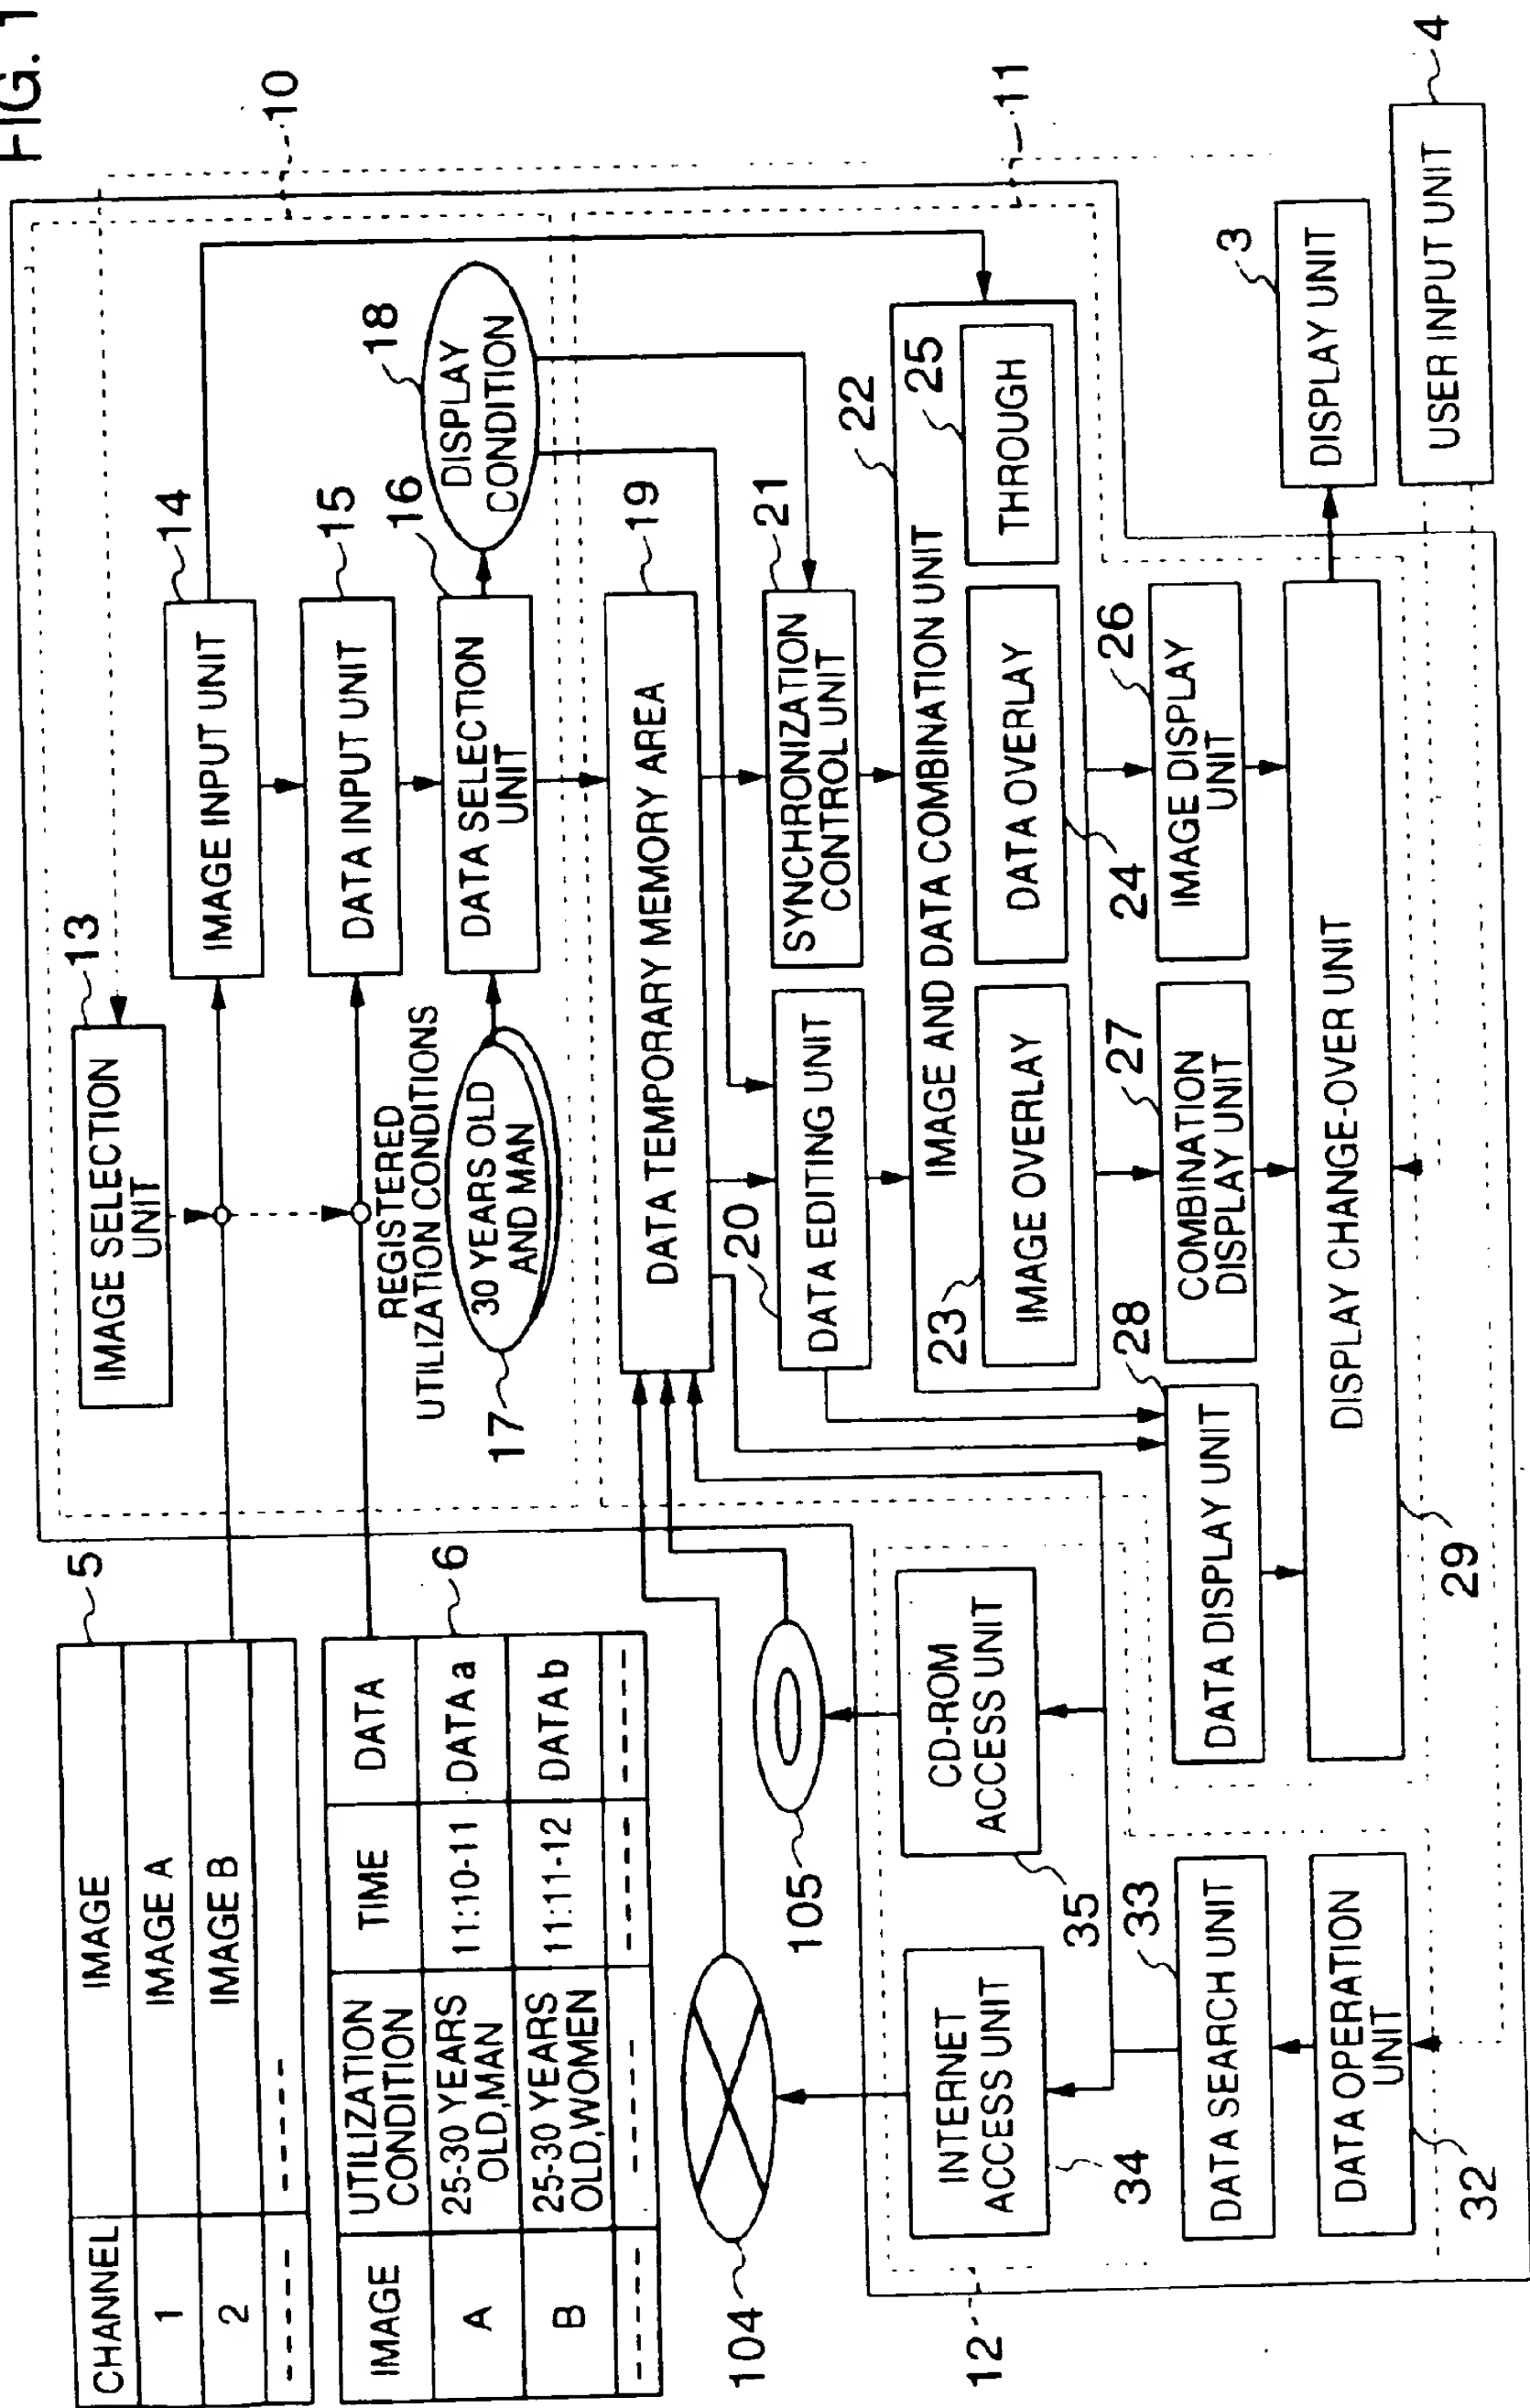 FIG. 1
CHANNEL IMAGE
1 IMAGE A
2 IMAGE B
5
IMAGE UTILIZATION CONDITION TIME DATA
A 25-30 YEARS OLD,MAN 11:10-11 DATA a
B 25-30 YEARS OLD,WOMEN 11:11-12 DATA b
6
10
13
IMAGE SELECTION
UNIT
14
IMAGE INPUT UNIT
15
DATA INPUT UNIT
16
DATA SELECTION
UNIT
REGISTERED
UTILIZATION CONDITIONS
30 YEARS OLD
AND MAN
17
18
DISPLAY
CONDITION
11
19
DATA TEMPORARY MEMORY AREA
20
DATA EDITING UNIT
21
SYNCHRONIZATION
CONTROL UNIT
22
IMAGE AND DATA COMBINATION UNIT
23
IMAGE OVERLAY
24
DATA OVERLAY
25
THROUGH
26
IMAGE DISPLAY
UNIT
27
COMBINATION
DISPLAY UNIT
28
DATA DISPLAY UNIT
29
DISPLAY CHANGE-OVER UNIT
3
DISPLAY UNIT
4
USER INPUT UNIT
104
105
12
34
INTERNET
ACCESS UNIT
35
CD-ROM
ACCESS UNIT
33
DATA SEARCH UNIT
32
DATA OPERATION
UNIT